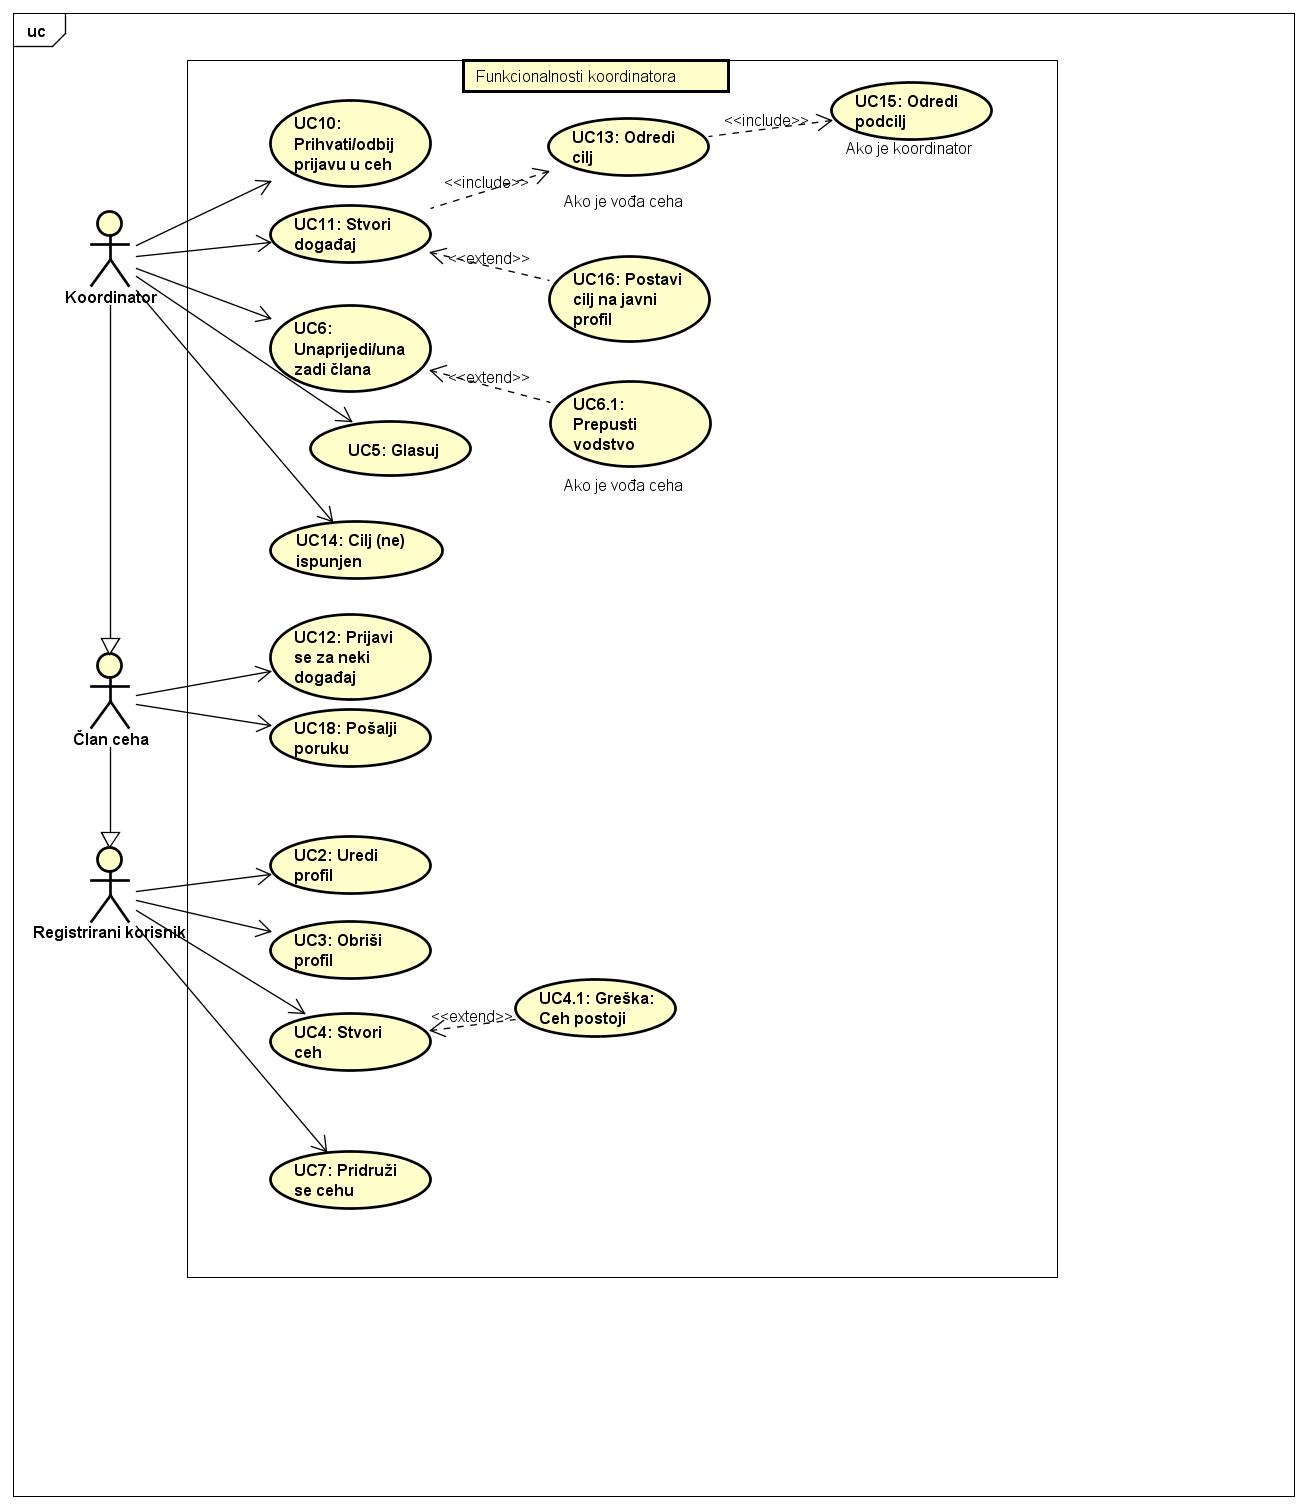 uc
Funkcionalnosti koordinatora
UC10:
Prihvati/odbij
prijavu u ceh
<<include>>
UC13: Odredi
cilj
Ako je vođa ceha
<<include>>
UC15: Odredi
podcilj
Ako je koordinator
UC11: Stvori
događaj
<<extend>>
UC16: Postavi
cilj na javni
profil
Koordinator
UC6:
Unaprijedi/una
zadi člana
<<extend>>
UC6.1:
Prepusti
vodstvo
Ako je vođa ceha
UC5: Glasuj
UC14: Cilj (ne)
ispunjen
UC12: Prijavi
se za neki
događaj
Član ceha
UC18: Pošalji
poruku
UC2: Uredi
profil
Registrirani korisnik
UC3: Obriši
profil
UC4: Stvori
ceh
<<extend>>
UC4.1: Greška:
Ceh postoji
UC7: Pridruži
se cehu